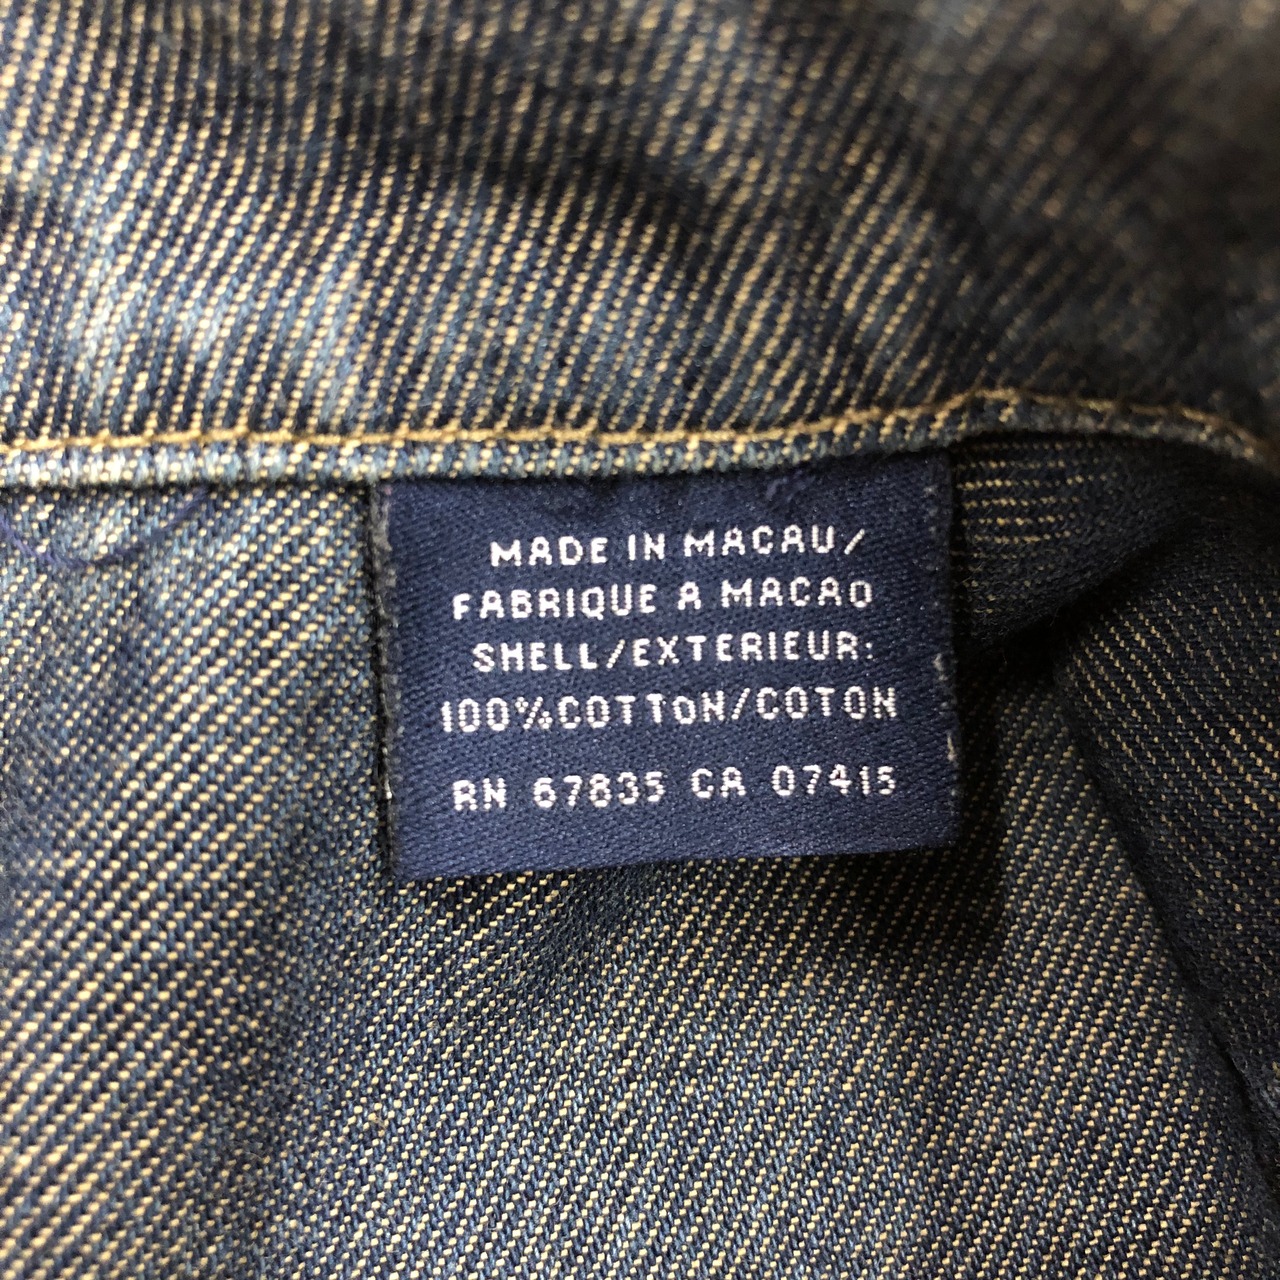 MADE IN MACAU/
FABRIQUE A MACAO
SHELL/EXTERIEUR:
100%COTTON/COTON
RN 67835 CA 07415